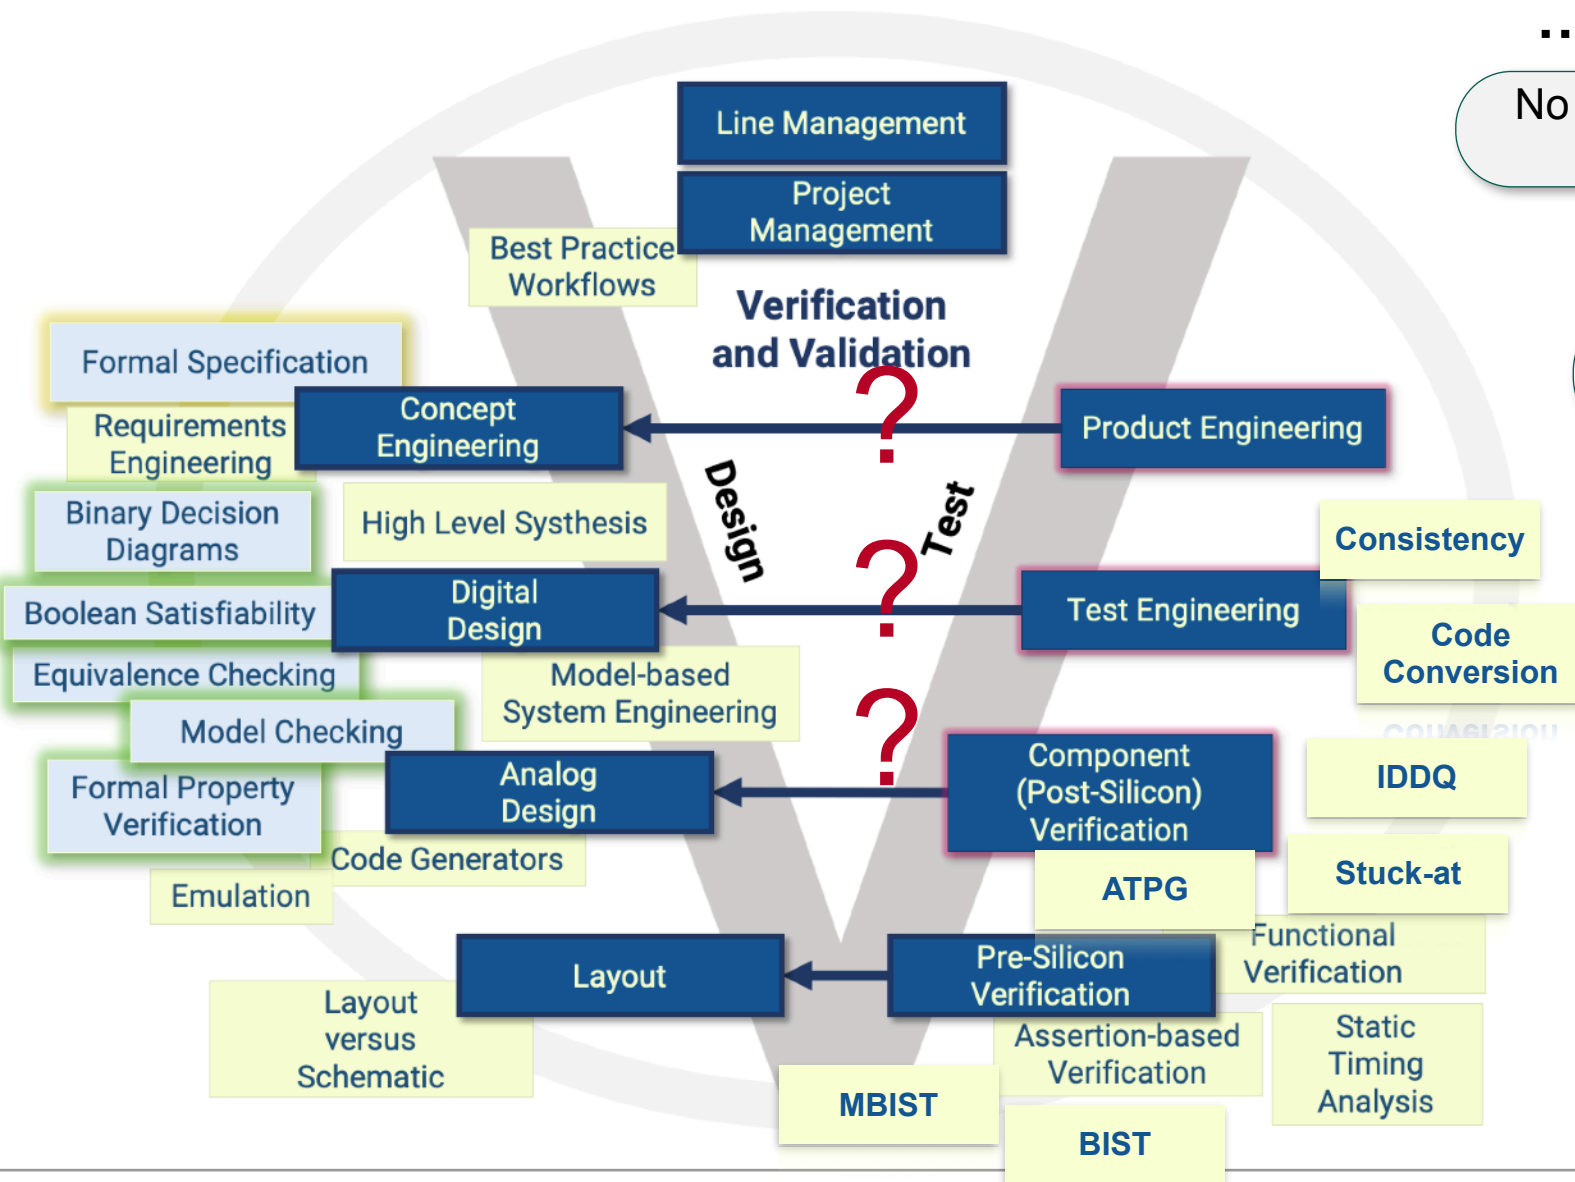 ..
No
Line Management
Project
Management
Best Practice
Workflows
Verification
and Validation
Formal Specification
Concept
Engineering
?
Product Engineering
Requirements
Engineering
Design
Test
Binary Decision
Diagrams
High Level Systhesis
Consistency
Boolean Satisfiability
Digital
Design
?
Test Engineering
Code
Conversion
Equivalence Checking
Model-based
System Engineering
Model Checking
?
Formal Property
Verification
Analog
Design
Component
(Post-Silicon)
Verification
IDDQ
Code Generators
Stuck-at
Emulation
ATPG
Functional
Verification
Layout
Pre-Silicon
Verification
Layout
versus
Schematic
Assertion-based
Verification
Static
Timing
Analysis
MBIST
BIST